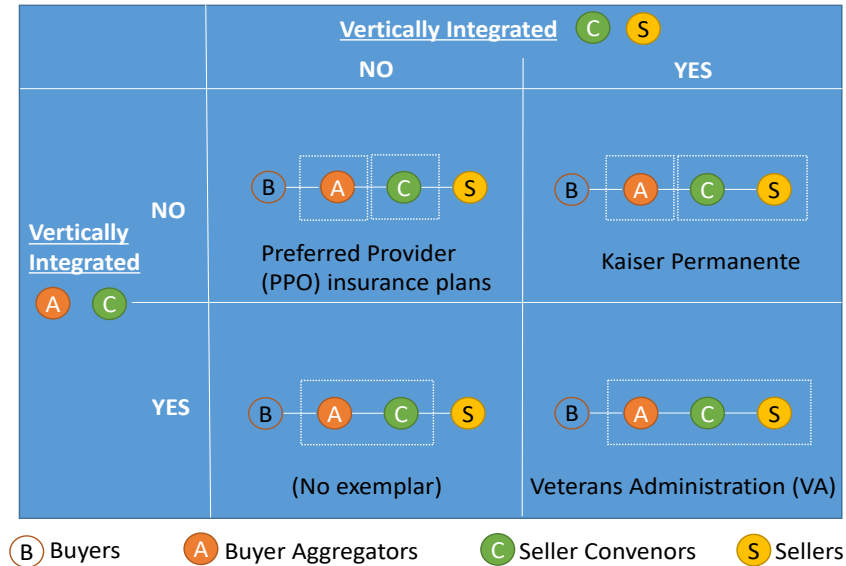 Vertically Integrated C S
NO YES
B A C S B A C S
NO
Vertically
Integrated
Preferred Provider
(PPO) insurance plans
Kaiser Permanente
A C
YES
B A C S B A C S
(No exemplar) Veterans Administration (VA)
B Buyers A Buyer Aggregators C Seller Convenors S Sellers